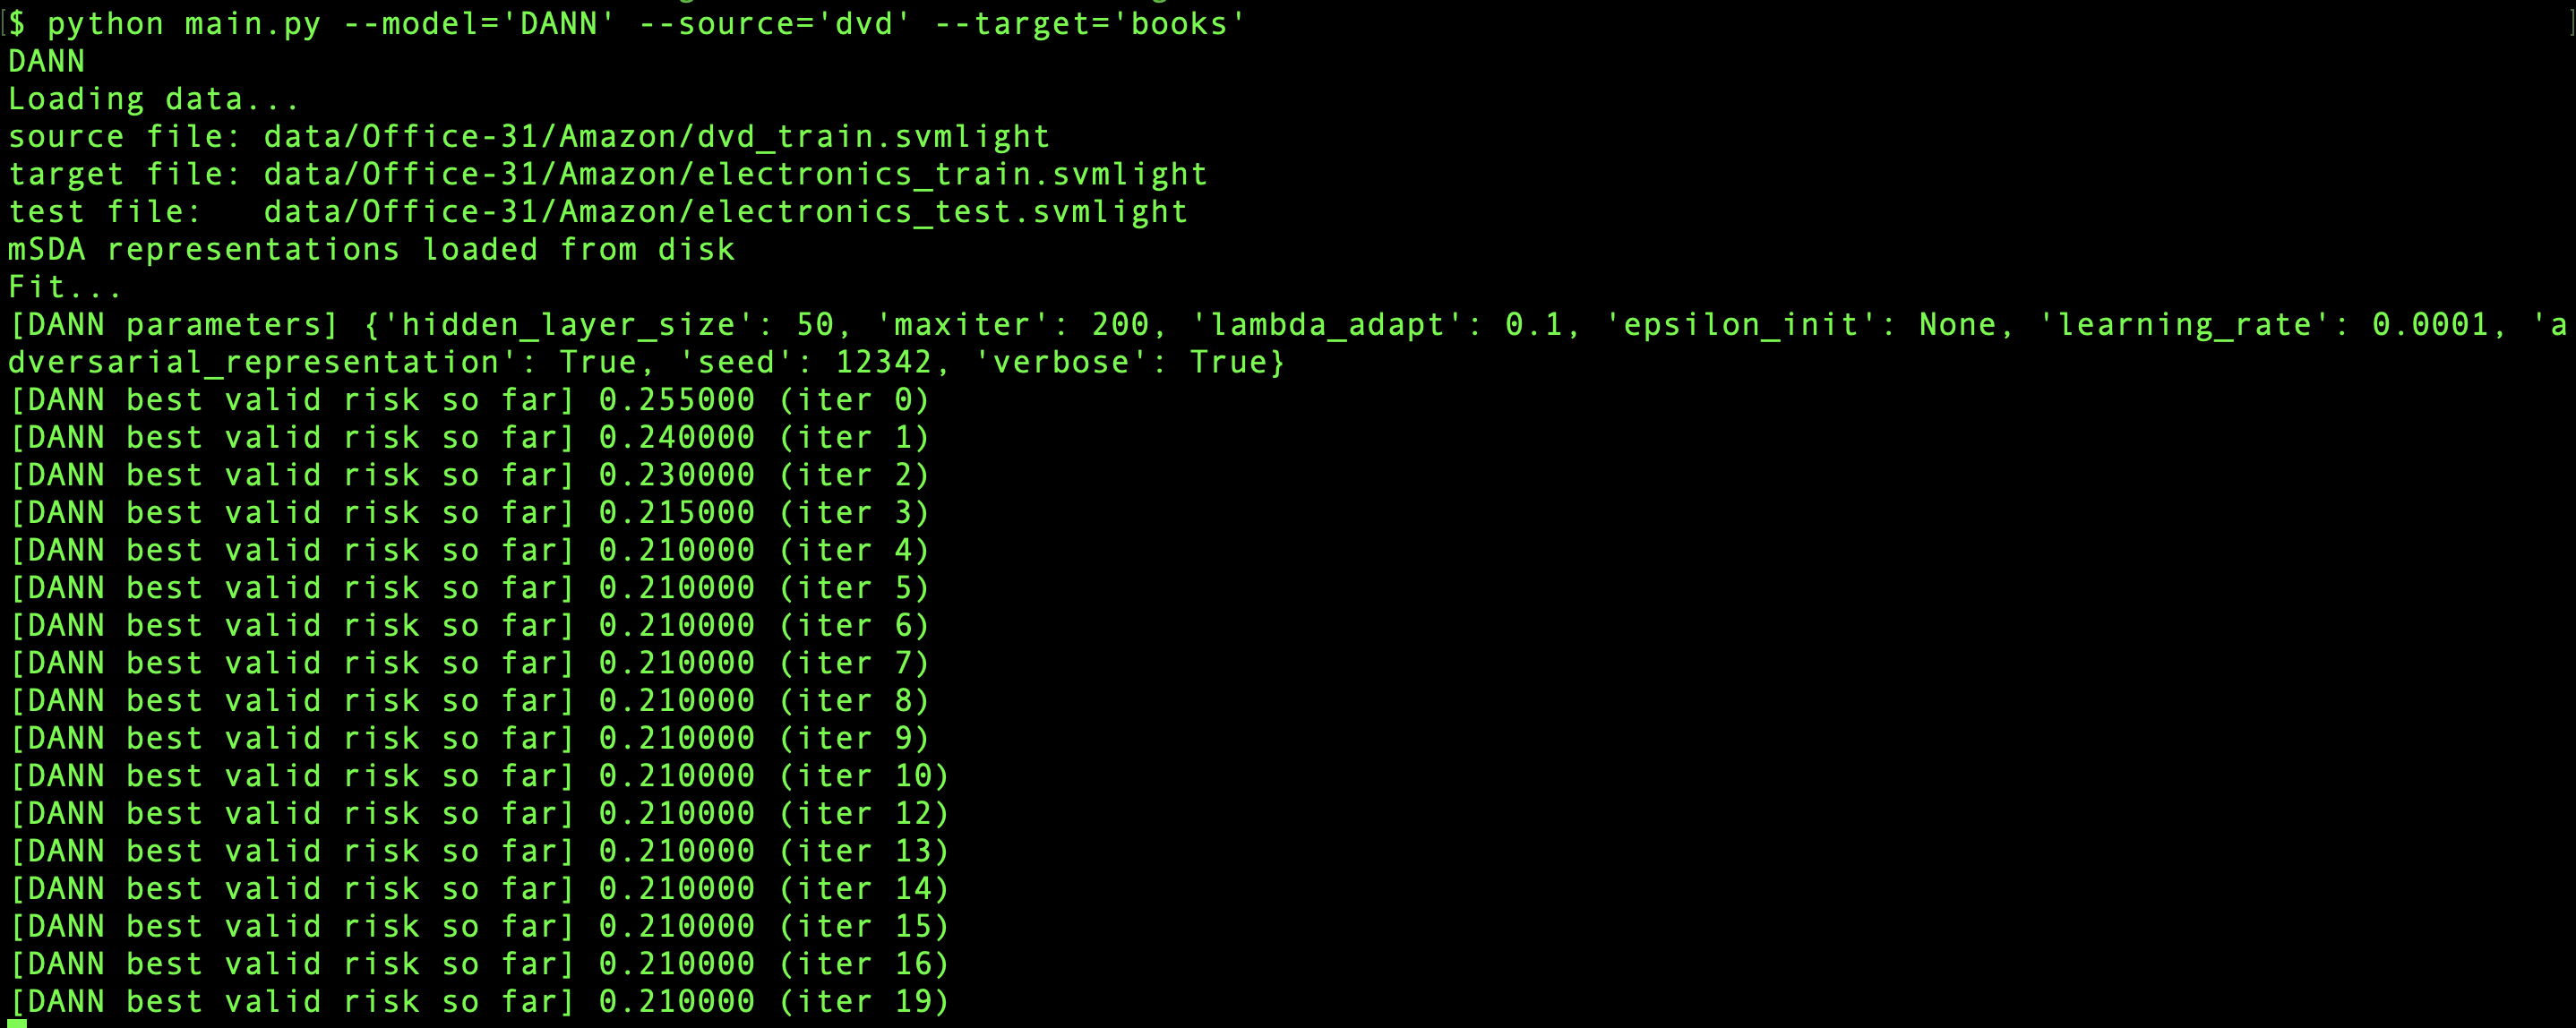 [$ python main.py --model='DANN' --source='dvd' --target='books' ]
DANN
Loading data...
source file: data/Office-31/Amazon/dvd_train.svmlight
target file: data/Office-31/Amazon/electronics_train.svmlight
test file:   data/Office-31/Amazon/electronics_test.svmlight
mSDA representations loaded from disk
Fit...
[DANN parameters] {'hidden_layer_size': 50, 'maxiter': 200, 'lambda_adapt': 0.1, 'epsilon_init': None, 'learning_rate': 0.0001, 'a
dversarial_representation': True, 'seed': 12342, 'verbose': True}
[DANN best valid risk so far] 0.255000 (iter 0)
[DANN best valid risk so far] 0.240000 (iter 1)
[DANN best valid risk so far] 0.230000 (iter 2)
[DANN best valid risk so far] 0.215000 (iter 3)
[DANN best valid risk so far] 0.210000 (iter 4)
[DANN best valid risk so far] 0.210000 (iter 5)
[DANN best valid risk so far] 0.210000 (iter 6)
[DANN best valid risk so far] 0.210000 (iter 7)
[DANN best valid risk so far] 0.210000 (iter 8)
[DANN best valid risk so far] 0.210000 (iter 9)
[DANN best valid risk so far] 0.210000 (iter 10)
[DANN best valid risk so far] 0.210000 (iter 12)
[DANN best valid risk so far] 0.210000 (iter 13)
[DANN best valid risk so far] 0.210000 (iter 14)
[DANN best valid risk so far] 0.210000 (iter 15)
[DANN best valid risk so far] 0.210000 (iter 16)
[DANN best valid risk so far] 0.210000 (iter 19)